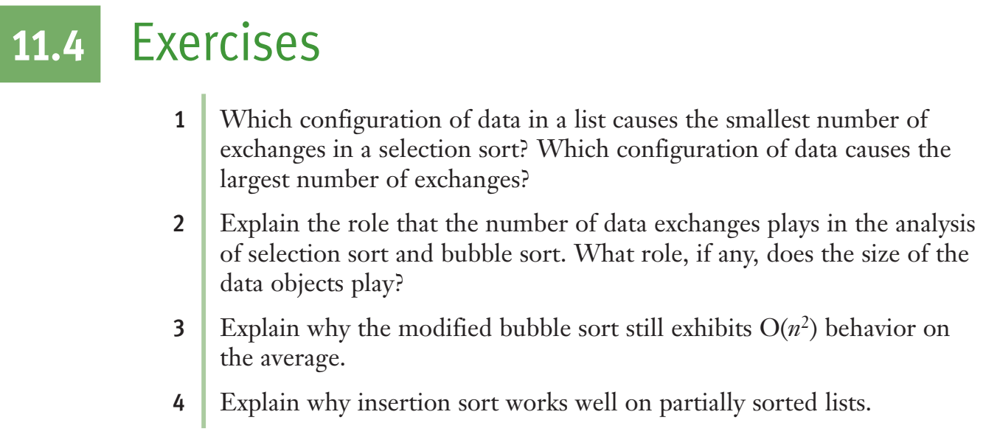 11.4 Exercises
1 Which configuration of data in a list causes the smallest number of
exchanges in a selection sort? Which configuration of data causes the
largest number of exchanges?
2 Explain the role that the number of data exchanges plays in the analysis
of selection sort and bubble sort. What role, if any, does the size of the
data objects play?
3 Explain why the modified bubble sort still exhibits O(n²) behavior on
the average.
4 Explain why insertion sort works well on partially sorted lists.